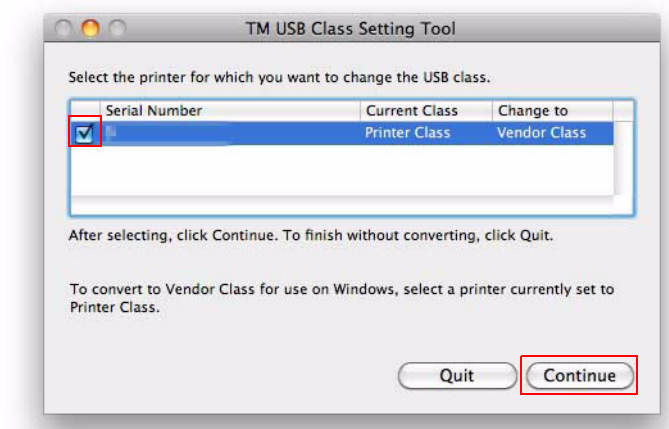 TM USB Class Setting Tool
Select the printer for which you want to change the USB class.
Serial Number Current Class Change to
Printer Class Vendor Class
After selecting, click Continue. To finish without converting, click Quit.
To convert to Vendor Class for use on Windows, select a printer currently set to
Printer Class.
Quit Continue